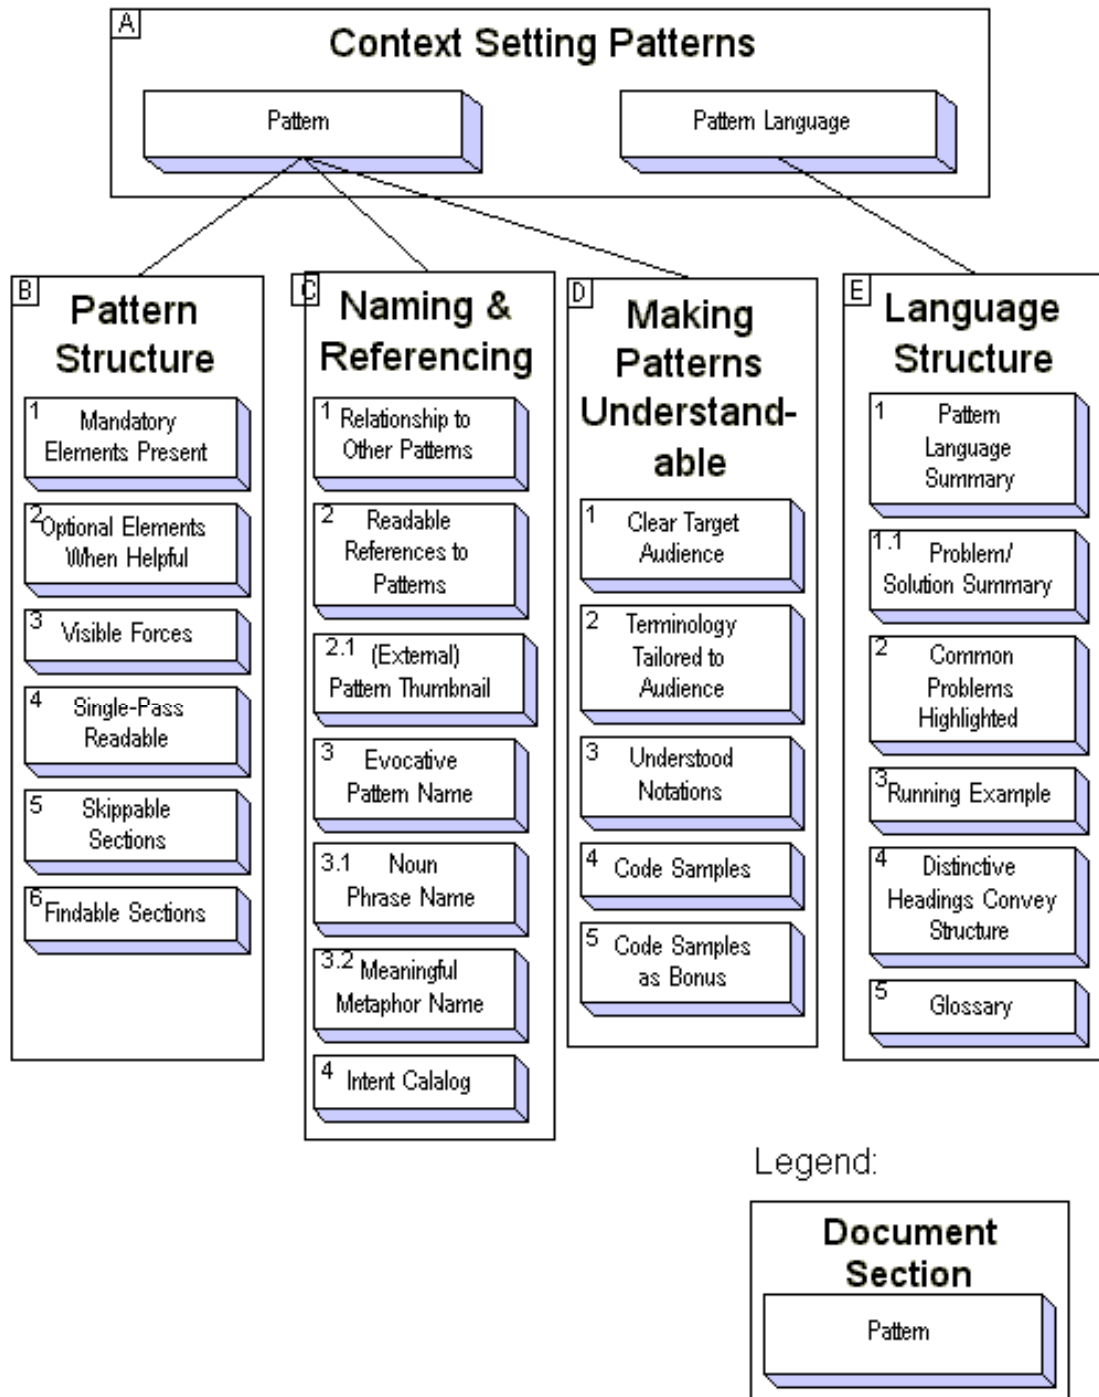 A
Context Setting Patterns
Pattern
Pattern Language
B
Pattern
Structure
1
Mandatory
Elements Present
2
Optional Elements
When Helpful
3
Visible Forces
4
Single-Pass
Readable
5
Skippable
Sections
6
Findable Sections
C
Naming &
Referencing
1
Relationship to
Other Patterns
2
Readable
References to
Patterns
2.1
(External)
Pattern Thumbnail
3
Evocative
Pattern Name
3.1
Noun
Phrase Name
3.2
Meaningful
Metaphor Name
4
Intent Calalog
D
Making
Patterns
Understand-
able
1
Clear Target
Audience
2
Terminology
Tailored to
Audience
3
Understood
Notations
4
Code Samples
5
Code Samples
as Bonus
E
Language
Structure
1
Pattern
Language
Summary
1.1
Problem/
Solution Summary
2
Common
Problems
Highlighted
3
Running Example
4
Distinctive
Headings Convey
Structure
5
Glossary
Legend:
Document
Section
Pattern